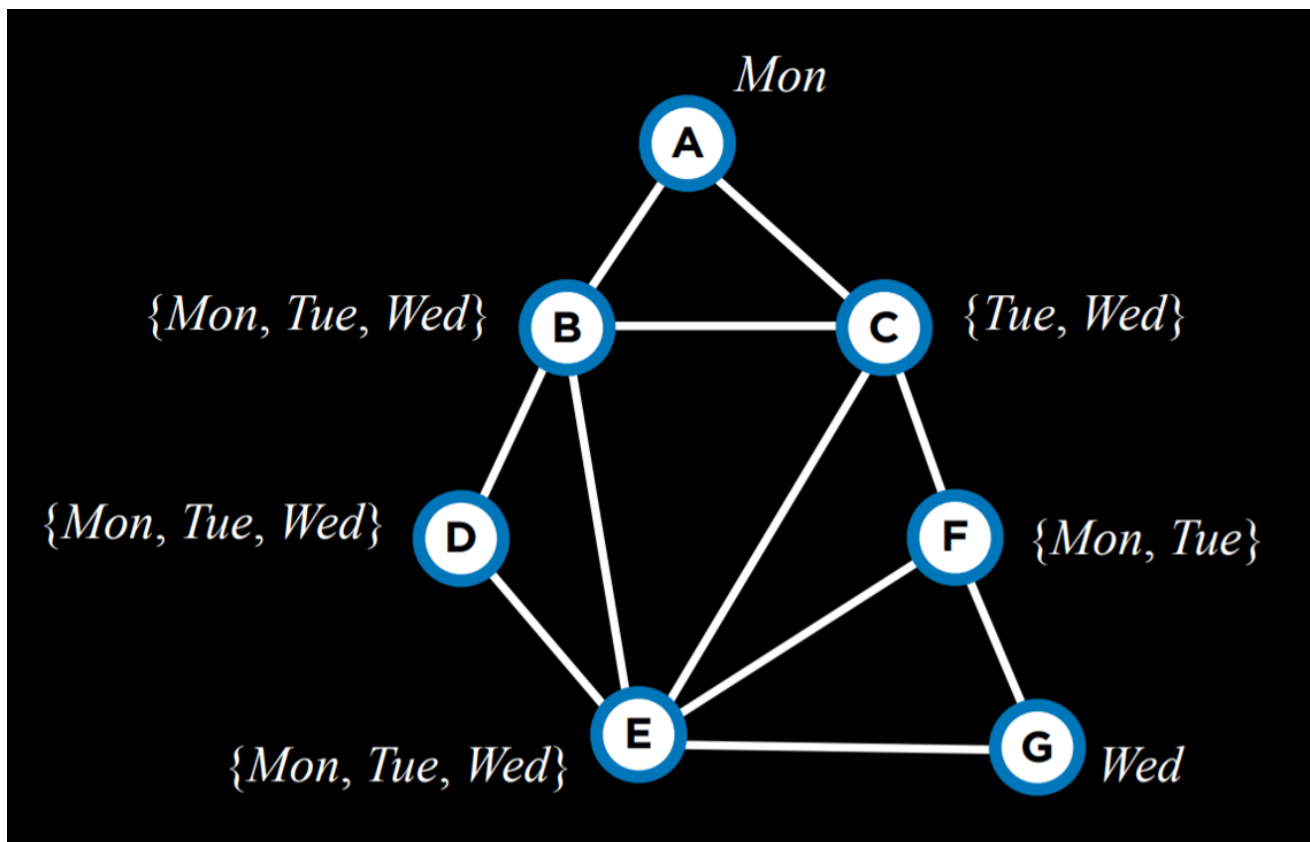 Mon
A
{Mon, Tue, Wed}
B
C
{Tue, Wed}
{Mon, Tue, Wed}
D
F
{Mon, Tue}
E
{Mon, Tue, Wed}
G
Wed